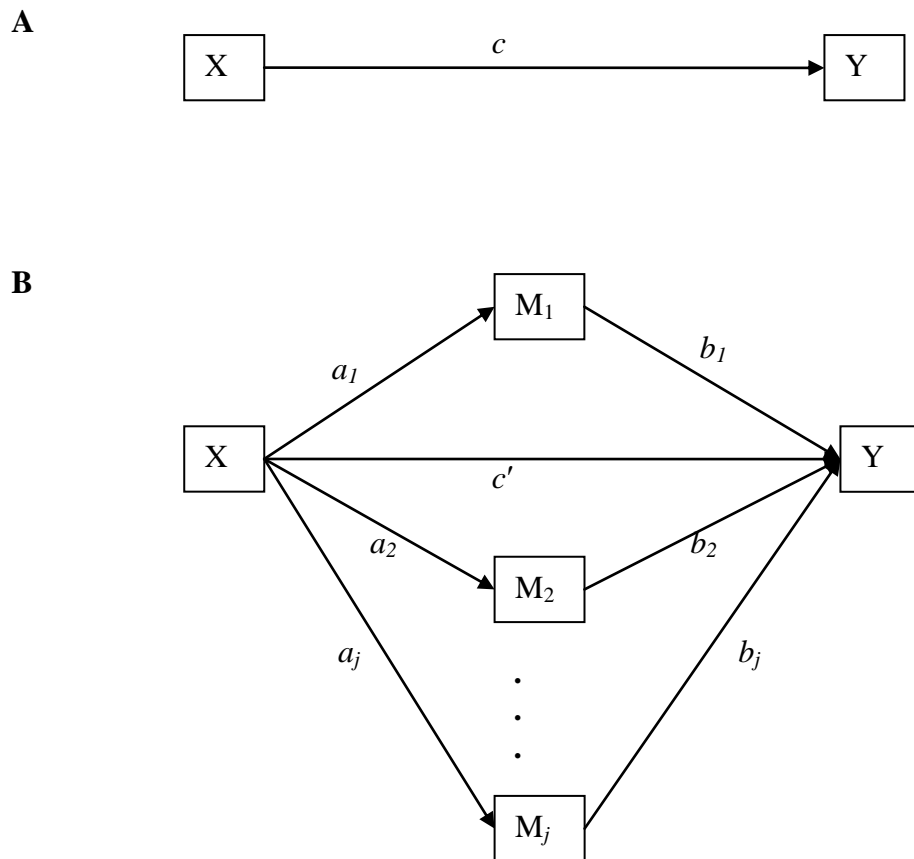 A
c
X Y
B
M₁
a₁ b₁
X Y
c′
a₂ b₂
M₂
aⱼ bⱼ
.
.
.
Mⱼ